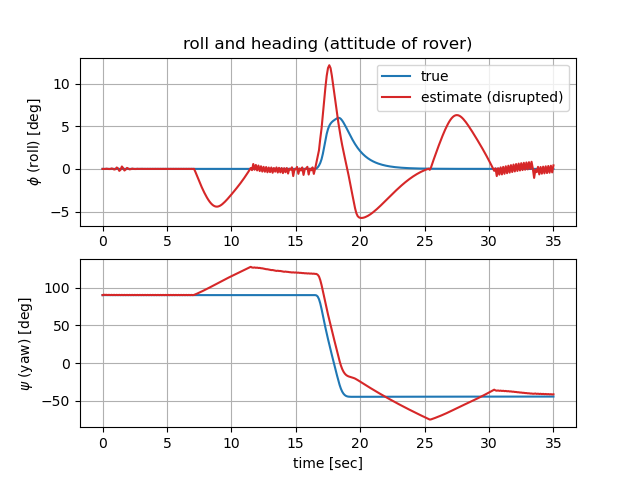 roll and heading (attitude of rover)
ϕ (roll) [deg]
10
5
0
−5
true
estimate (disrupted)
0 5 10 15 20 25 30 35
ψ (yaw) [deg]
100
50
0
−50
0 5 10 15 20 25 30 35
time [sec]